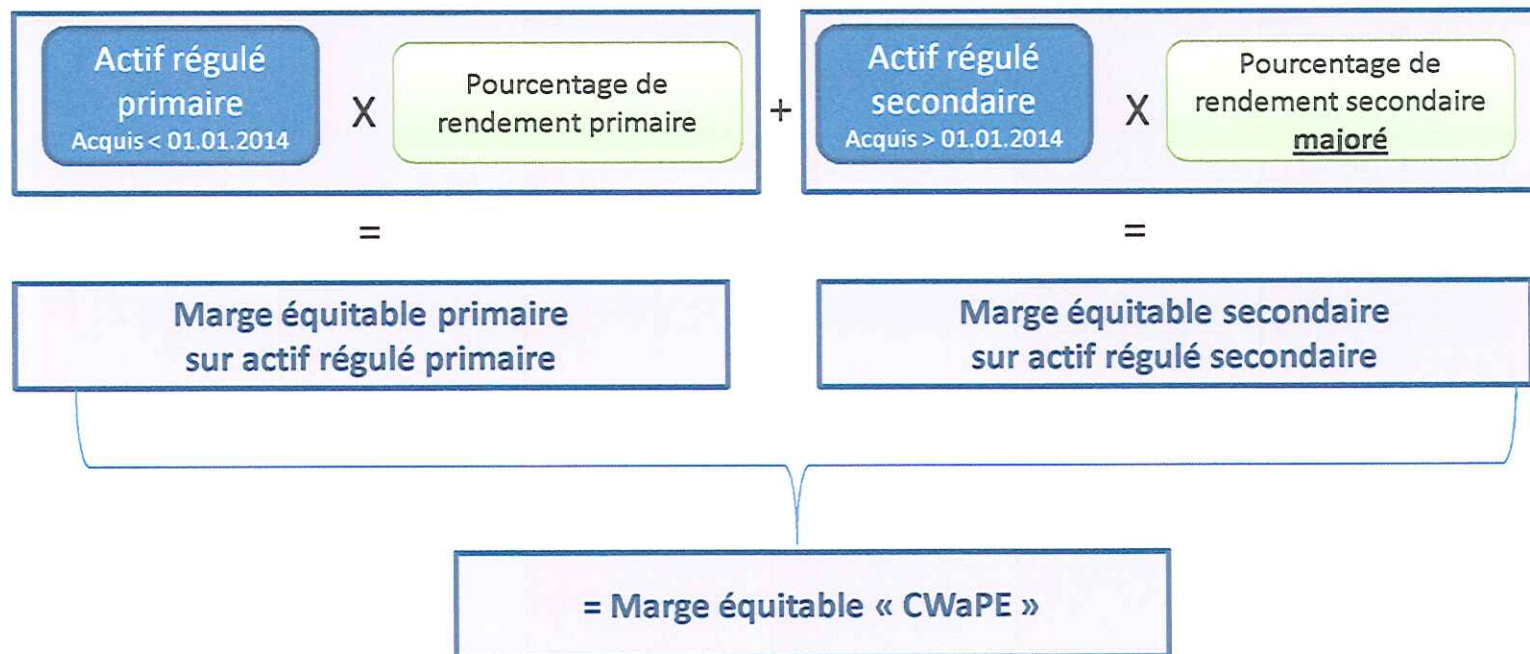 Actif régulé
primaire
Acquis < 01.01.2014
X
Pourcentage de
rendement primaire
+
Actif régulé
secondaire
Acquis > 01.01.2014
X
Pourcentage de
rendement secondaire
majoré
=
=
Marge équitable primaire
sur actif régulé primaire
Marge équitable secondaire
sur actif régulé secondaire
= Marge équitable « CWaPE »